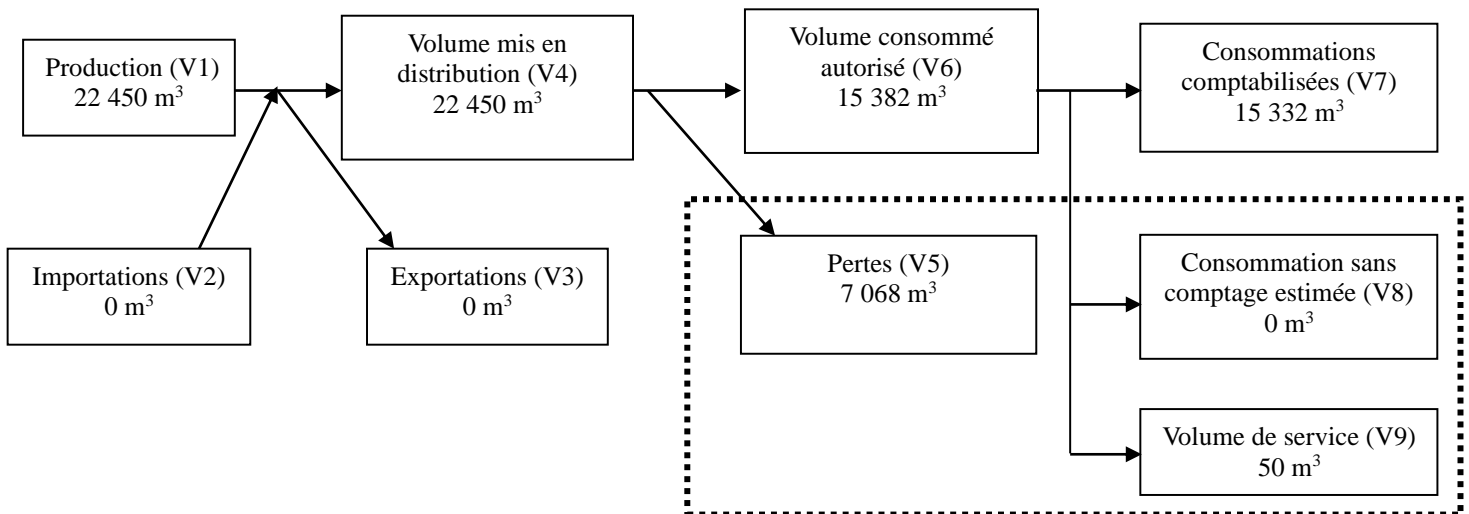 Production (V1)
22 450 m³
Volume mis en
distribution (V4)
22 450 m³
Volume consommé
autorisé (V6)
15 382 m³
Consommations
comptabilisées (V7)
15 332 m³
Importations (V2)
0 m³
Exportations (V3)
0 m³
Pertes (V5)
7 068 m³
Consommation sans
comptage estimée (V8)
0 m³
Volume de service (V9)
50 m³